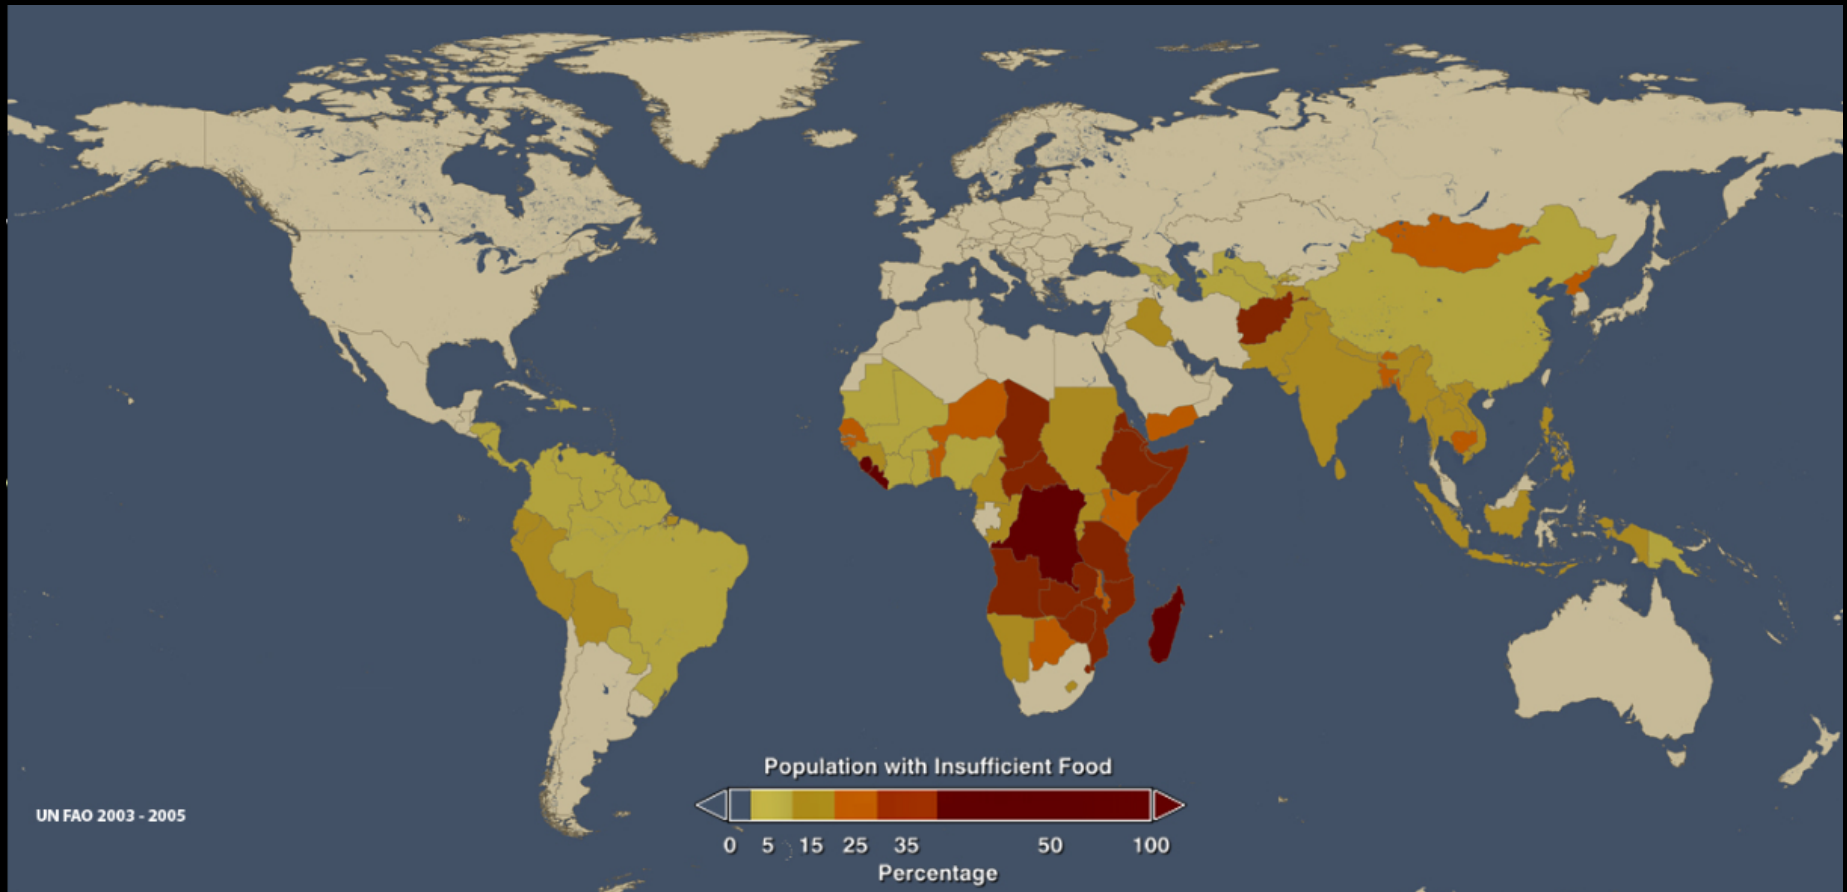 Population with Insufficient Food
0 5 15 25 35 50 100
Percentage
UN FAO 2003 - 2005